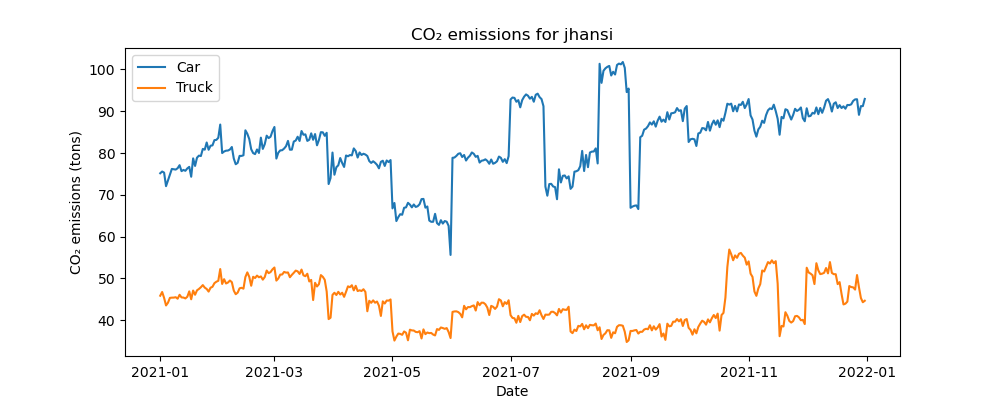 CO₂ emissions for jhansi
Car
Truck
CO₂ emissions (tons)
100
90
80
70
60
50
40
2021-01
2021-03
2021-05
2021-07
2021-09
2021-11
2022-01
Date